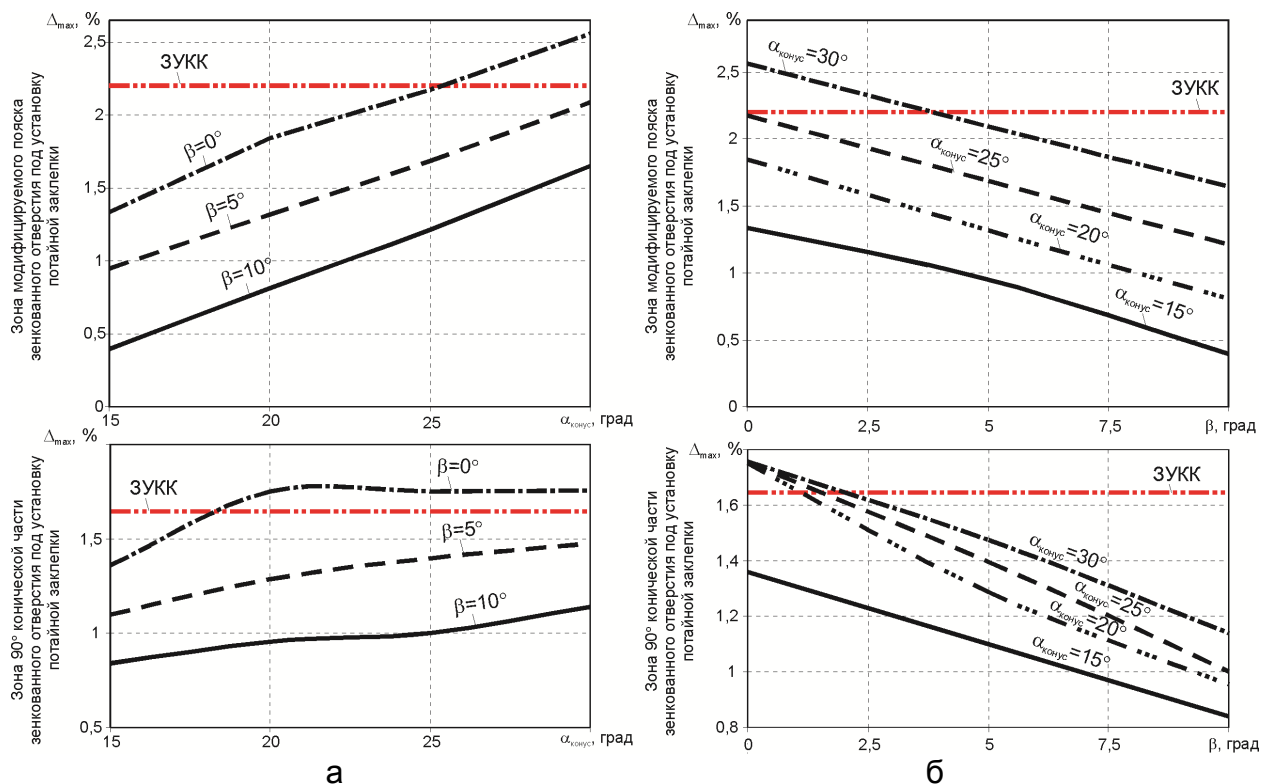 Δmax, %
Зона модифицируемого пояска
зенкованного отверстия под установку
потайной заклепки
2,5
2
1,5
1
0,5
0
ЗУКК
β=0°
β=5°
β=10°
15
20
25
αконус, град
Δmax, %
Зона модифицируемого пояска
зенкованного отверстия под установку
потайной заклепки
2.5
2
1.5
1
0,5
0
αконус=30°
ЗУКК
αконус=25°
αконус=20°
αконус=15°
0
2,5
5
7,5
β, град
Δmax, %
Зона 90° конической части
зенкованного отверстия под установку
потайной заклепки
1.5
1
0,5
ЗУКК
β=0°
β=5°
β=10°
15
20
25
αконус, град
а
Δmax, %
Зона 90° конической части
зенкованного отверстия под установку
потайной заклепки
1,6
1,4
1,2
1
0,8
ЗУКК
αконус=30°
αконус=25°
αконус=20°
αконус=15°
0
2,5
5
7,5
β, град
б